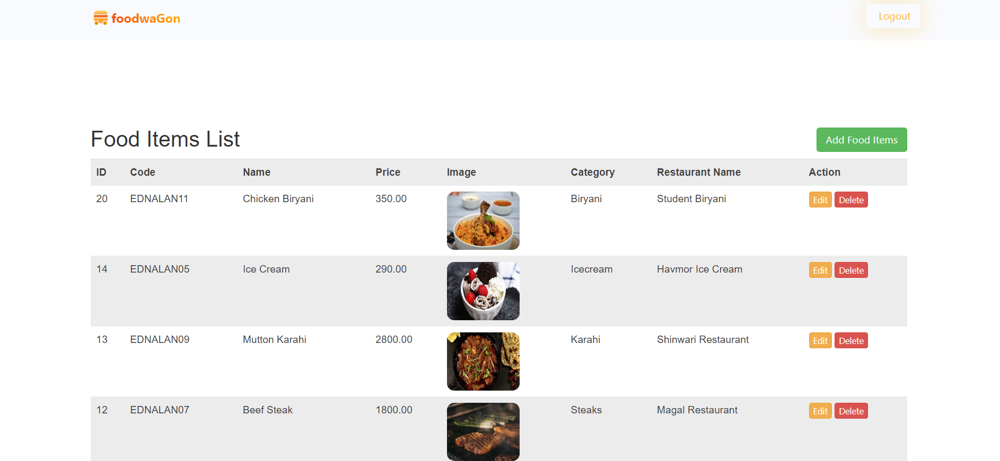 foodwaGon
Logout
Food Items List
Add Food Items
ID Code Name Price Image Category Restaurant Name Action
20 EDNALAN11 Chicken Biryani 350.00 Biryani Student Biryani Edit Delete
14 EDNALAN05 Ice Cream 290.00 Icecream Havmor Ice Cream Edit Delete
13 EDNALAN09 Mutton Karahi 2800.00 Karahi Shinwari Restaurant Edit Delete
12 EDNALAN07 Beef Steak 1800.00 Steaks Magal Restaurant Edit Delete